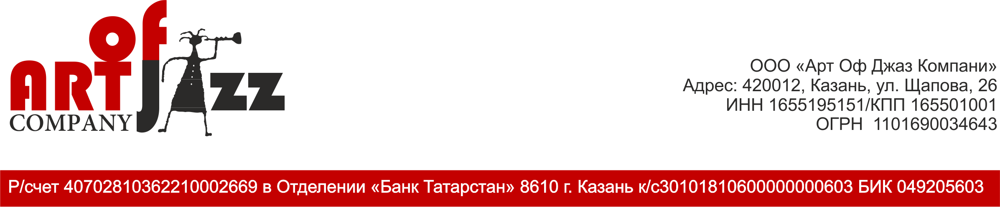 ART OF JAZZ
COMPANY
ООО «Арт Оф Джаз Компани»
Адрес: 420012, Казань, ул. Щапова, 26
ИНН 1655195151/КПП 165501001
ОГРН 1101690034643
Р/счет 40702810362210002669 в Отделении «Банк Татарстан» 8610 г. Казань к/с30101810600000000603 БИК 049205603